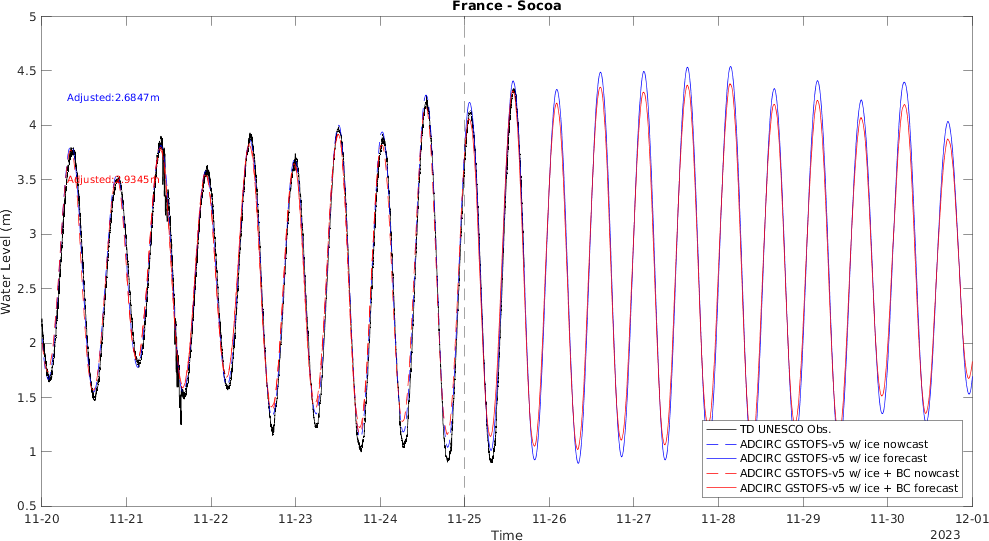 France - Socoa
5
4.5
4
3.5
3
2.5
2
1.5
1
0.5
Water Level (m)
Adjusted:2.6847m
TD UNESCO Obs.
ADCIRC GSTOFS-v5 w/ ice nowcast
ADCIRC GSTOFS-v5 w/ ice forecast
ADCIRC GSTOFS-v5 w/ ice + BC nowcast
ADCIRC GSTOFS-v5 w/ ice + BC forecast
11-20
11-21
11-22
11-23
11-24
11-25
11-26
11-27
11-28
11-29
11-30
12-01
Time
2023